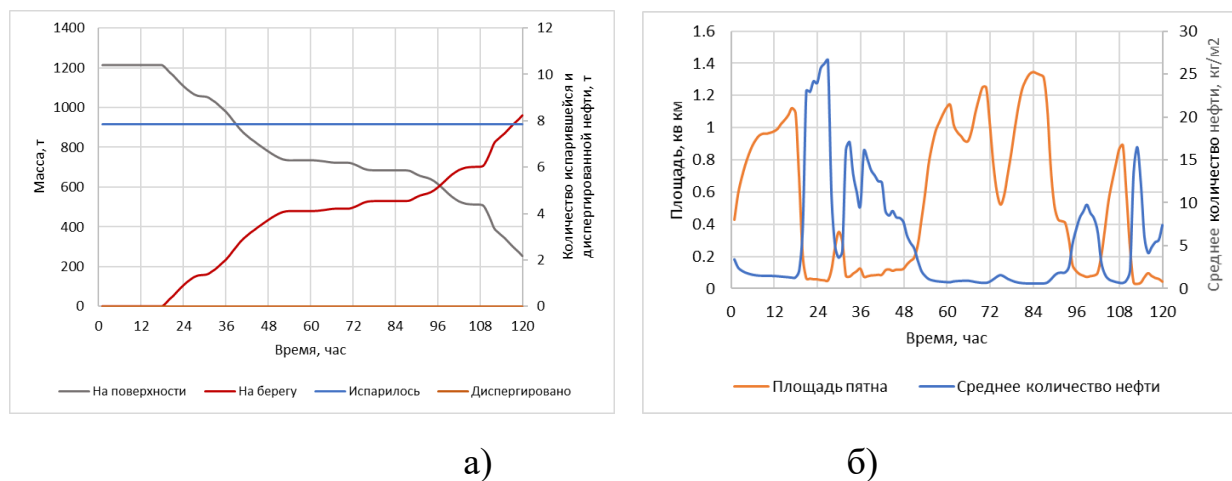 1400
1200
1000
800
600
400
200
0
Масса,т
12
10
8
6
4
2
0
Количество испарившейся и
диспергированной нефти, т
0 12 24 36 48 60 72 84 96 108 120
Время, час
На поверхности На берегу Испарилось Диспергировано
1.6
1.4
1.2
1
0.8
0.6
0.4
0.2
0
Площадь, кв км
30
25
20
15
10
5
0
Среднее количество нефти, кг/м2
0 12 24 36 48 60 72 84 96 108 120
Время, час
Площадь пятна Среднее количество нефти
а) б)